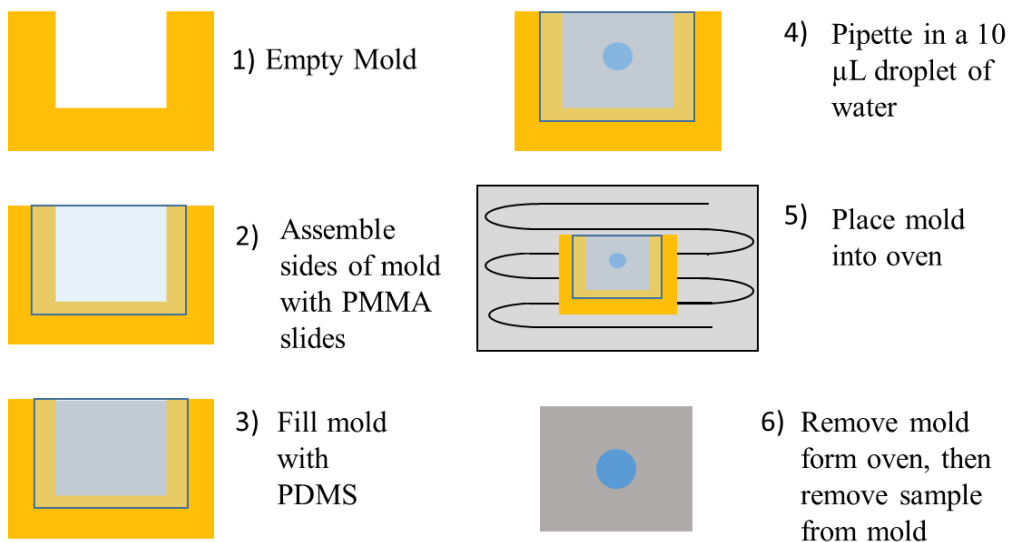 1) Empty Mold
2) Assemble
sides of mold
with PMMA
slides
3) Fill mold
with
PDMS
4) Pipette in a 10
µL droplet of
water
5) Place mold
into oven
6) Remove mold
form oven, then
remove sample
from mold